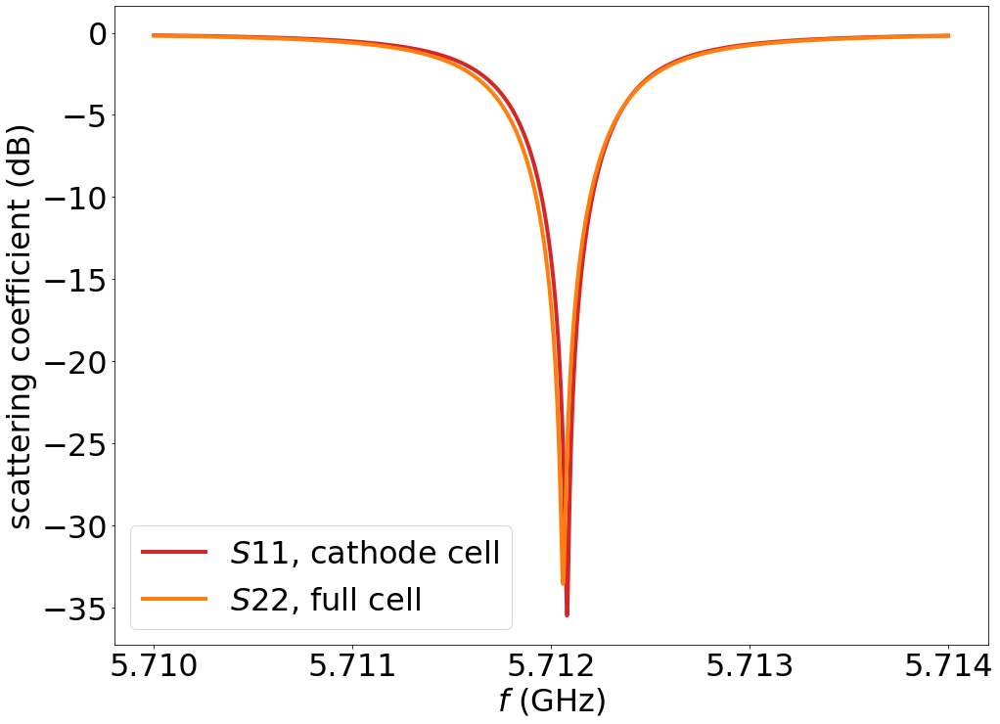 scattering coefficient (dB)
0
−5
−10
−15
−20
−25
−30
−35
S11, cathode cell
S22, full cell
5.710 5.711 5.712 5.713 5.714
f (GHz)